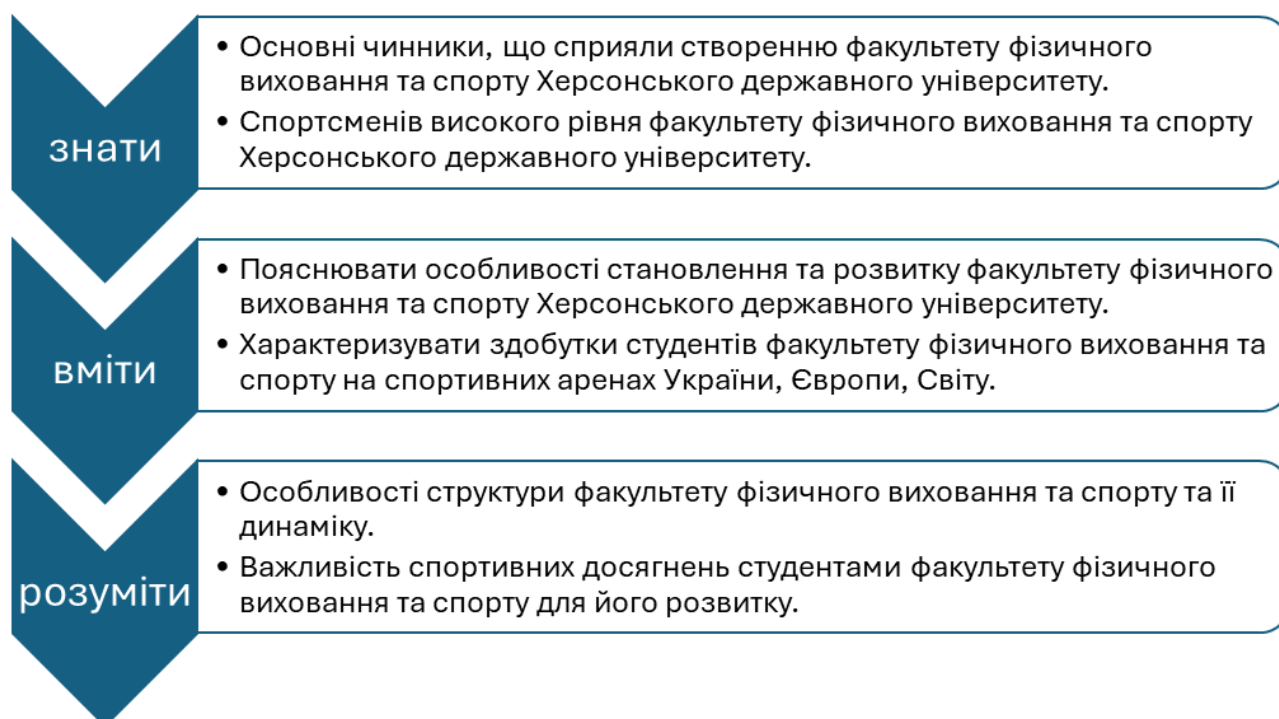 знати
• Основні чинники, що сприяли створенню факультету фізичного
виховання та спорту Херсонського державного університету.
• Спортсменів високого рівня факультету фізичного виховання та спорту
Херсонського державного університету.
вміти
• Пояснювати особливості становлення та розвитку факультету фізичного
виховання та спорту Херсонського державного університету.
• Характеризувати здобутки студентів факультету фізичного виховання та
спорту на спортивних аренах України, Європи, Світу.
розуміти
• Особливості структури факультету фізичного виховання та спорту та її
динаміку.
• Важливість спортивних досягнень студентами факультету фізичного
виховання та спорту для його розвитку.